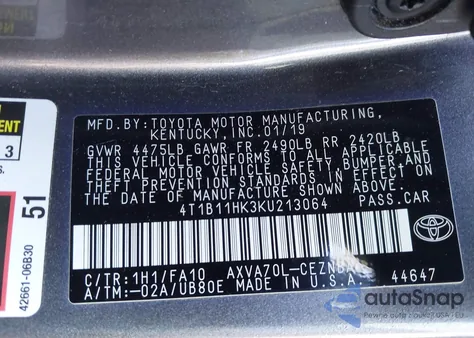 MFD.BY:TOYOTA MOTOR MANUFACTURING,
KENTUCKY,INC.01/19
GVWR 4475LB GAWR FR 2490LB RR 2420LB
THIS VEHICLE CONFORMS TO ALL APPLICABLE
FEDERAL MOTOR VEHICLE SAFETY,BUMPER,AND
THEFT PREVENTION STANDARDS IN EFFECT ON
THE DATE OF MANUFACTURE SHOWN ABOVE.
4T1B11HK3KU213064 PASS.CAR
C/TR:1H1/FA10 AXVA70L-
A/TM:-02A/UB80E MADE IN U.S.A. 44647
TOYOTA
3
51
42661-06B30
autoSnap